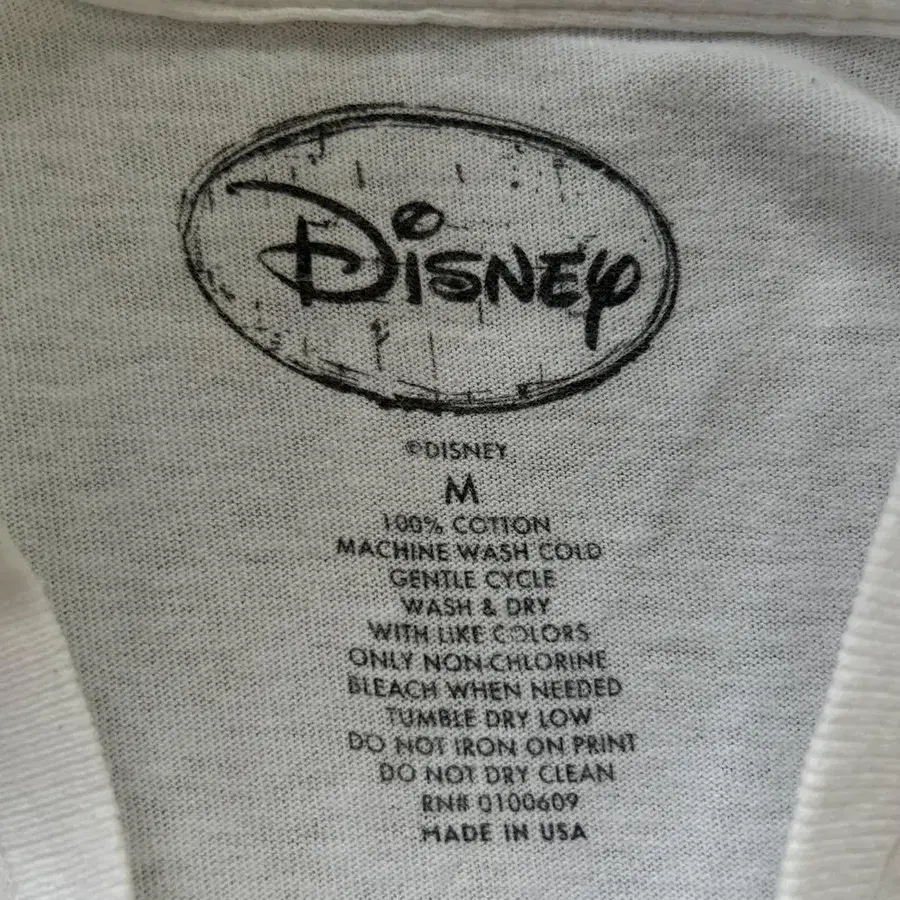 Disney
©DISNEY
M
100% COTTON
MACHINE WASH COLD
GENTLE CYCLE
WASH & DRY
WITH LIKE COLORS
ONLY NON-CHLORINE
BLEACH WHEN NEEDED
TUMBLE DRY LOW
DO NOT IRON ON PRINT
DO NOT DRY CLEAN
RN# 0100609
MADE IN USA